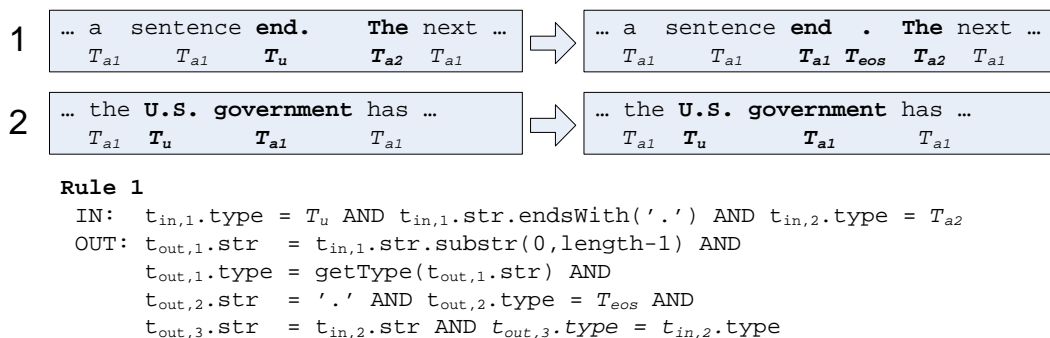 1
… a sentence end. The next …
Ta1 Ta1 Tu Ta2 Ta1
… a sentence end . The next …
Ta1 Ta1 Ta1 Teos Ta2 Ta1
2
… the U.S. government has …
Ta1 Tu Ta1 Ta1
… the U.S. government has …
Ta1 Tu Ta1 Ta1
Rule 1
IN: tin,1.type = Tu AND tin,1.str.endsWith('.') AND tin,2.type = Ta2
OUT: tout,1.str = tin,1.str.substr(0,length-1) AND
tout,1.type = getType(tout,1.str) AND
tout,2.str = '.' AND tout,2.type = Teos AND
tout,3.str = tin,2.str AND tout,3.type = tin,2.type